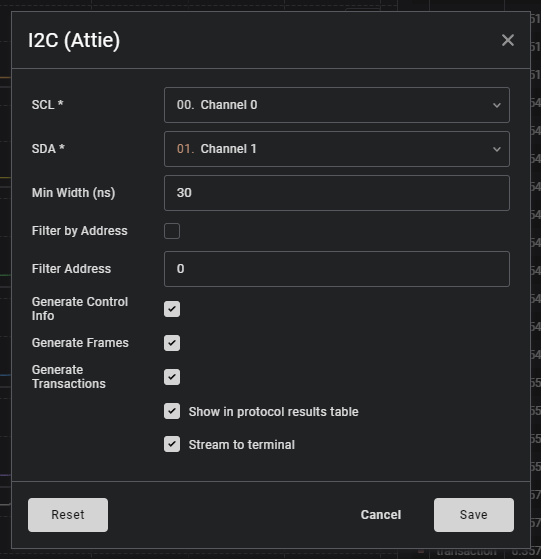 I2C (Attie)
SCL *
00. Channel 0
SDA *
01. Channel 1
Min Width (ns)
30
Filter by Address
Filter Address
0
Generate Control
Info
Generate Frames
Generate
Transactions
Show in protocol results table
Stream to terminal
Reset
Cancel
Save
transaction